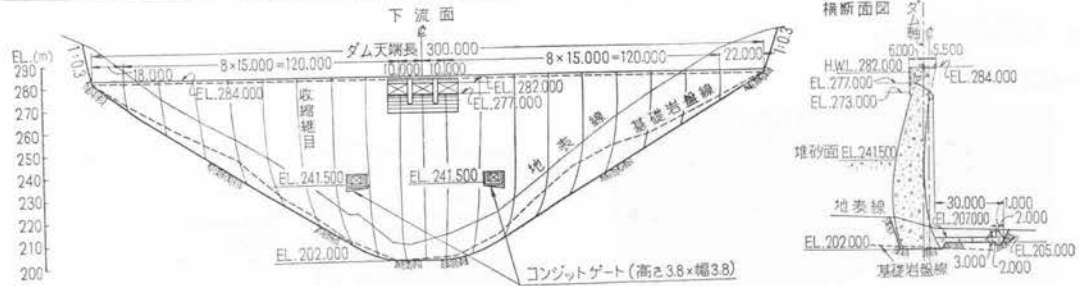 下流面
℄
EL.(m)
290
280
270
260
250
240
230
220
210
200
1:0.3
ダム天端長 300.000
8×15.000=120.000
8×15.000=120.000
18.000
10.000 10.000
22.000
1:0.3
EL.284.000
EL.282.000
EL.277.000
収縮継目
地表線
基礎岩盤線
EL.241.500
EL.241.500
EL.202.000
コンジットゲート(高さ3.8×幅3.8)
横断面図
ダム軸
℄
6.000
5.500
H.W.L.282.000
EL.284.000
EL.277.000
EL.273.000
堆砂面 EL.241.500
地表線
30.000
1.000
2.000
EL.207.000
EL.202.000
EL.205.000
3.000
2.000
基礎岩盤線